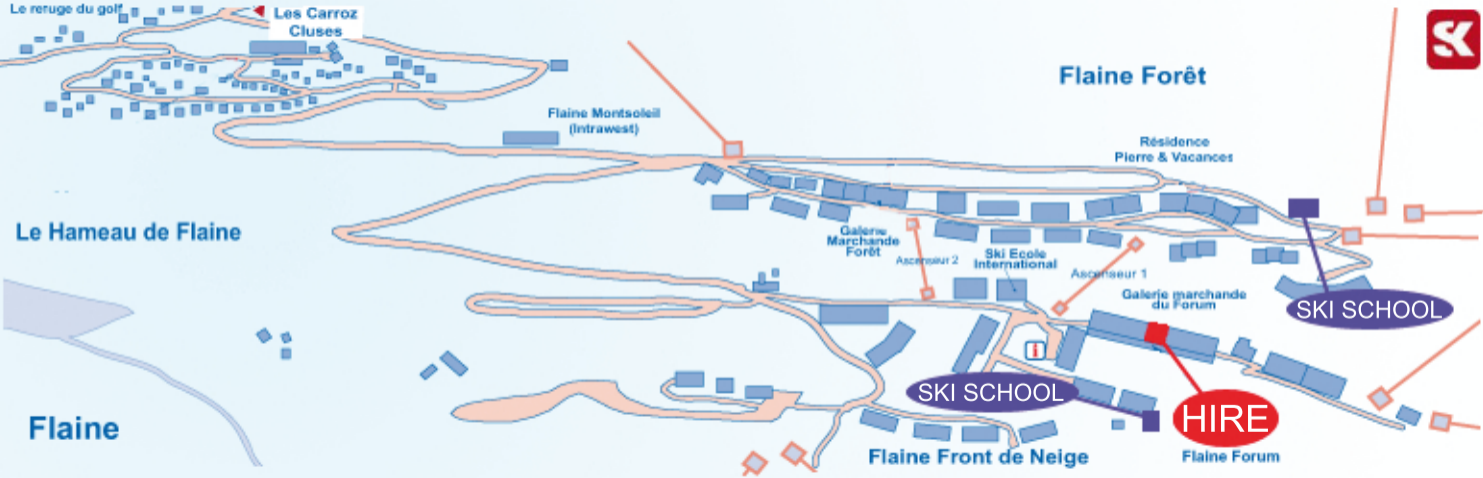 Le refuge du golf
Les Carroz
Cluses
SK
Flaine Forêt
Flaine Montsoleil
(Intrawest)
Résidence
Pierre & Vacances
Le Hameau de Flaine
Galerie
Marchande
Forêt
Ascenseur 2
Ski Ecole
International
Ascenseur 1
Galerie marchande
du Forum
SKI SCHOOL
i
SKI SCHOOL
HIRE
Flaine
Flaine Front de Neige
Flaine Forum